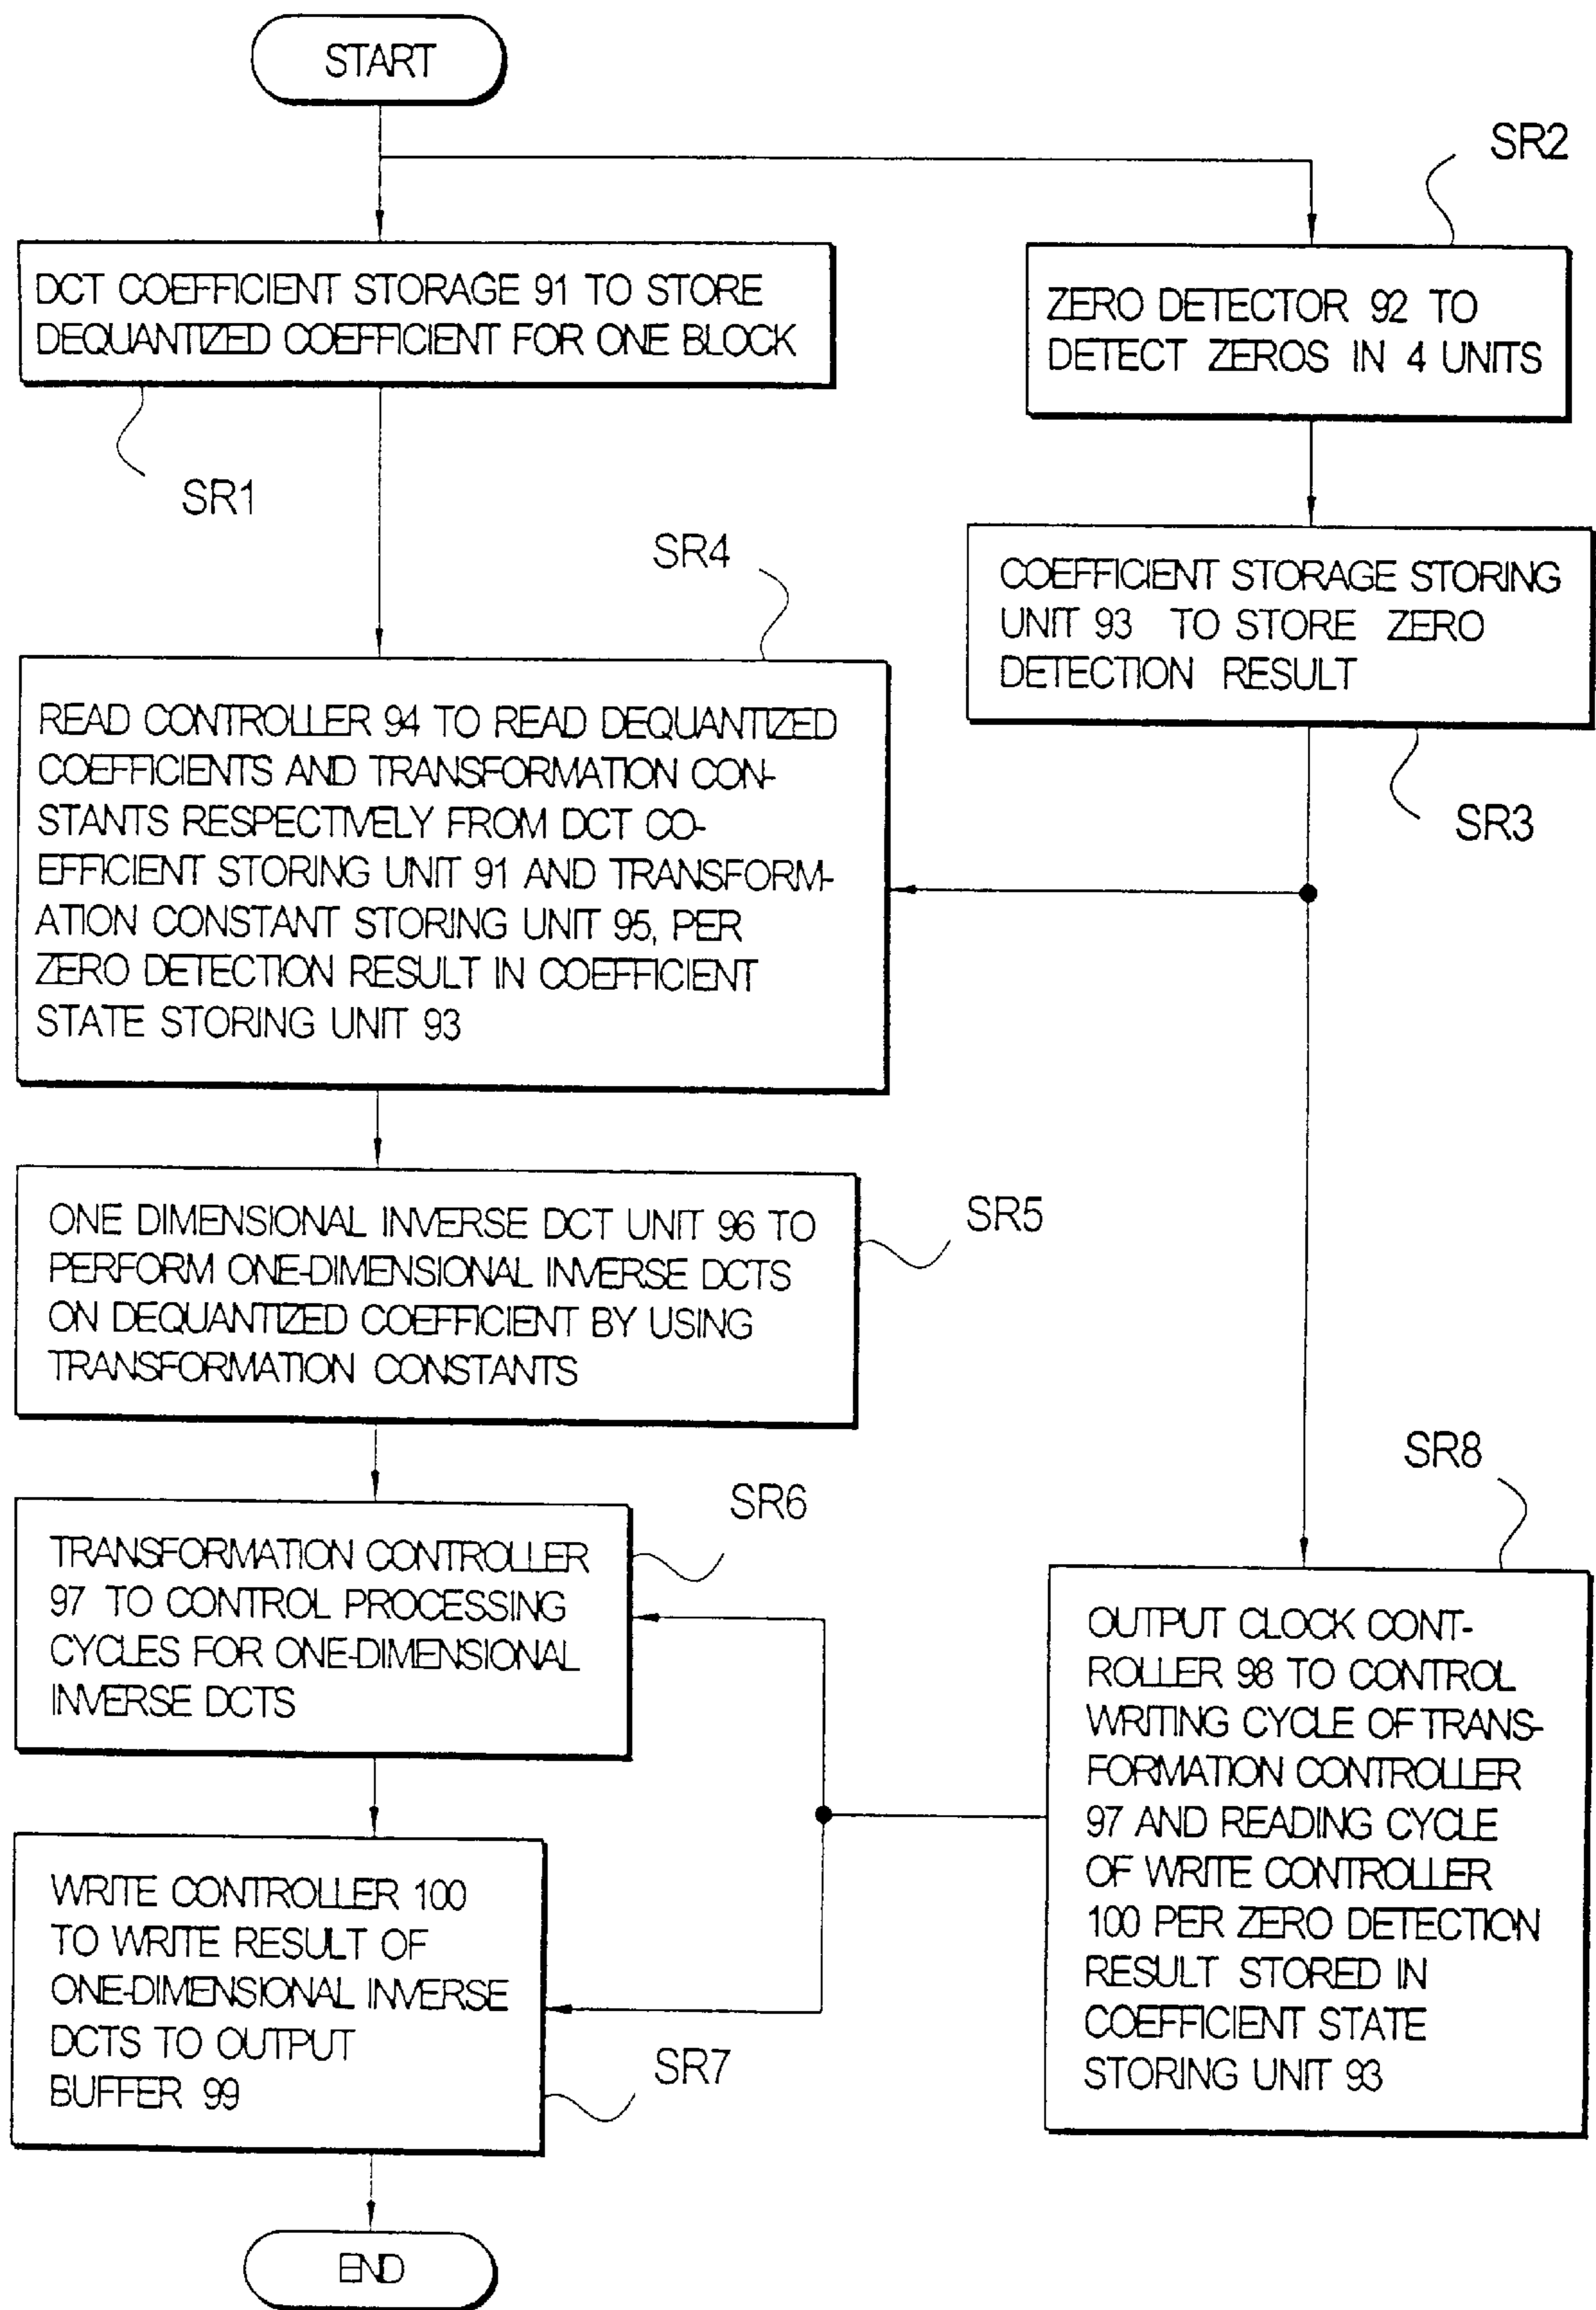 START
SR2
DCT COEFFICIENT STORAGE 91 TO STORE
DEQUANTIZED COEFFICIENT FOR ONE BLOCK
SR1
ZERO DETECTOR 92 TO
DETECT ZEROS IN 4 UNITS
SR4
COEFFICIENT STORAGE STORING
UNIT 93 TO STORE ZERO
DETECTION RESULT
SR3
READ CONTROLLER 94 TO READ DEQUANTIZED
COEFFICIENTS AND TRANSFORMATION CON-
STANTS RESPECTIVELY FROM DCT CO-
EFFICIENT STORING UNIT 91 AND TRANSFORM-
ATION CONSTANT STORING UNIT 95, PER
ZERO DETECTION RESULT IN COEFFICIENT
STATE STORING UNIT 93
ONE DIMENSIONAL INVERSE DCT UNIT 96 TO
PERFORM ONE-DIMENSIONAL INVERSE DCTS
ON DEQUANTIZED COEFFICIENT BY USING
TRANSFORMATION CONSTANTS
SR5
SR6
TRANSFORMATION CONTROLLER
97 TO CONTROL PROCESSING
CYCLES FOR ONE-DIMENSIONAL
INVERSE DCTS
SR8
OUTPUT CLOCK CONT-
ROLLER 98 TO CONTROL
WRITING CYCLE OF TRANS-
FORMATION CONTROLLER
97 AND READING CYCLE
OF WRITE CONTROLLER
100 PER ZERO DETECTION
RESULT STORED IN
COEFFICIENT STATE
STORING UNIT 93
WRITE CONTROLLER 100
TO WRITE RESULT OF
ONE-DIMENSIONAL INVERSE
DCTS TO OUTPUT
BUFFER 99
SR7
END